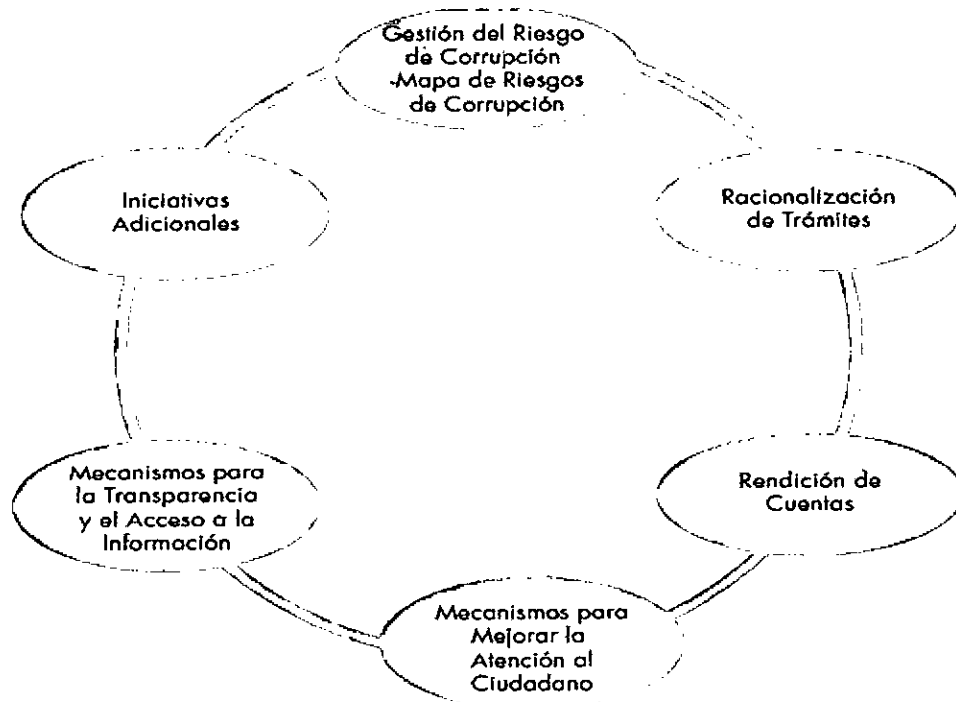 Gestión del Riesgo
de Corrupción
-Mapa de Riesgos
de Corrupción
Iniciativas
Adicionales
Racionalización
de Trámites
Mecanismos para
la Transparencia
y el Acceso a la
Información
Rendición de
Cuentas
Mecanismos para
Mejorar la
Atención al
Ciudadano